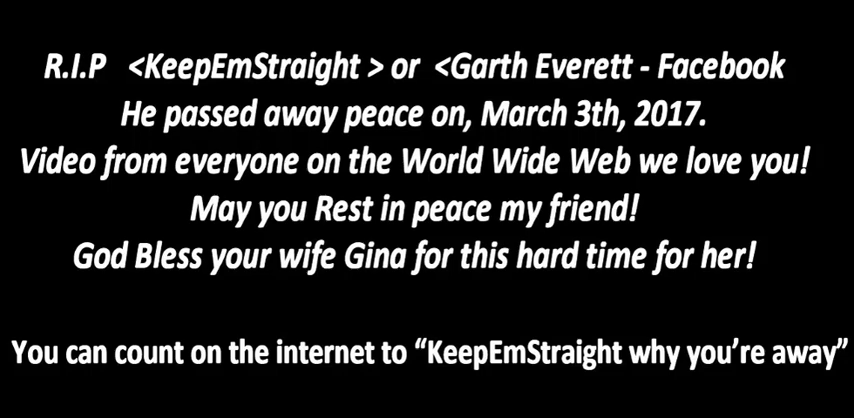 R.I.P <KeepEmStraight > or <Garth Everett - Facebook
He passed away peace on, March 3th, 2017.
Video from everyone on the World Wide Web we love you!
May you Rest in peace my friend!
God Bless your wife Gina for this hard time for her!
You can count on the internet to “KeepEmStraight why you’re away”